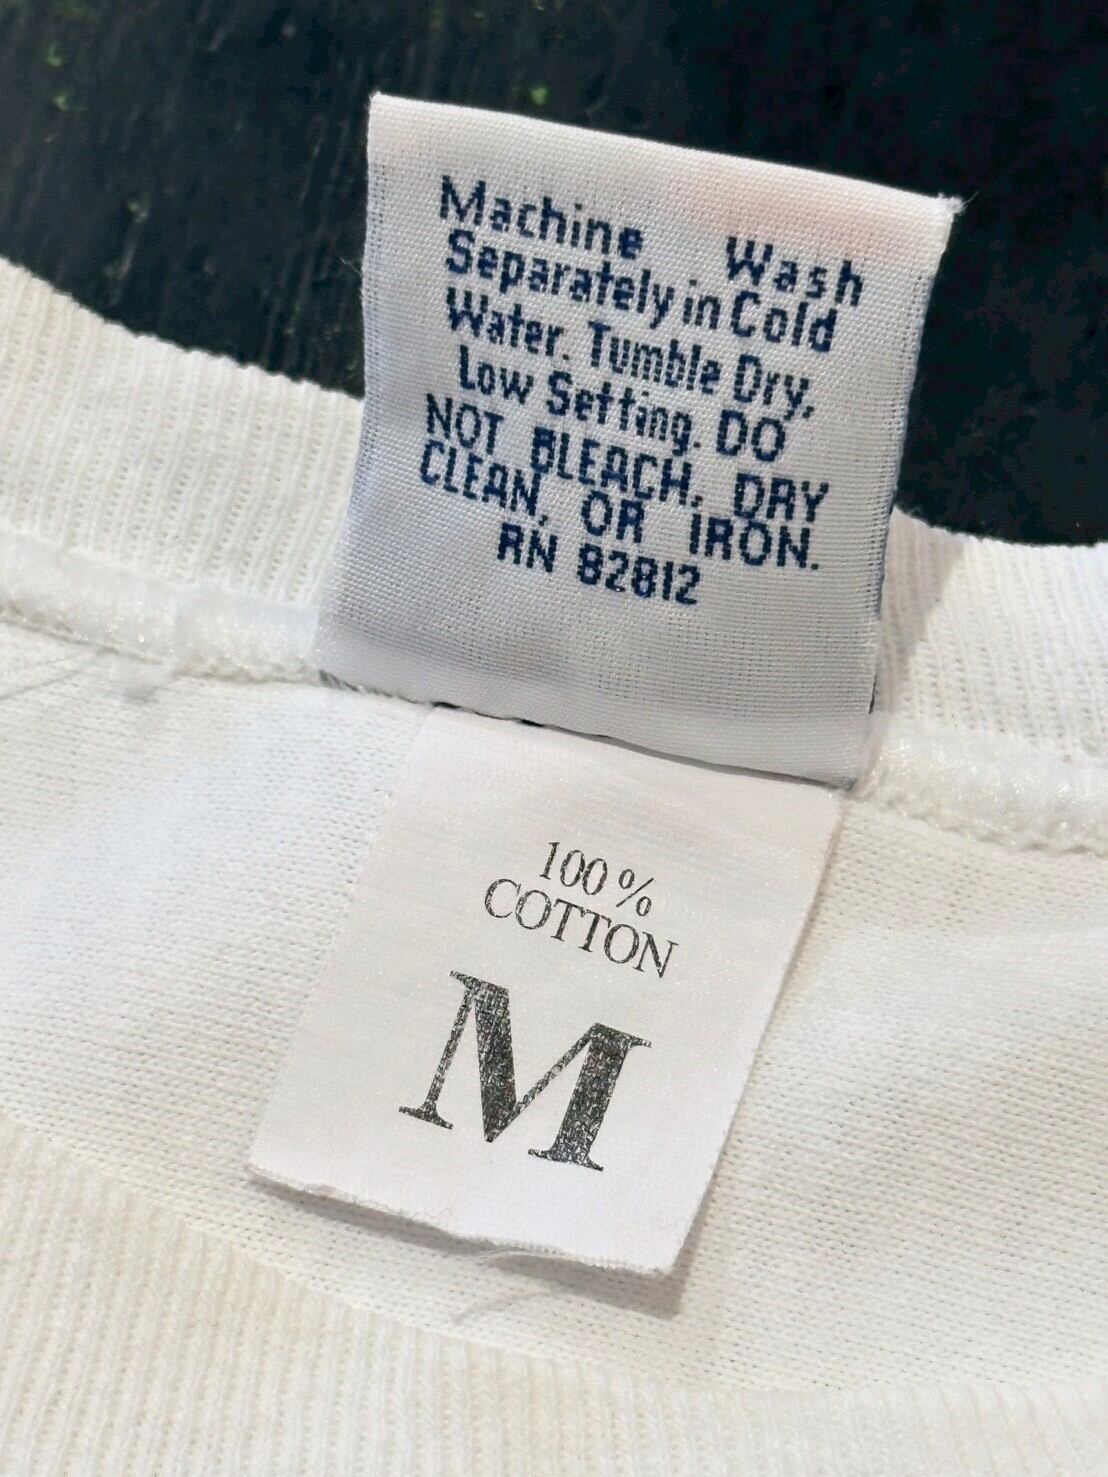 Machine Wash
Separately in Cold
Water. Tumble Dry,
Low Setting. DO
NOT BLEACH, DRY
CLEAN, OR IRON.
RN 82812
100%
COTTON
M